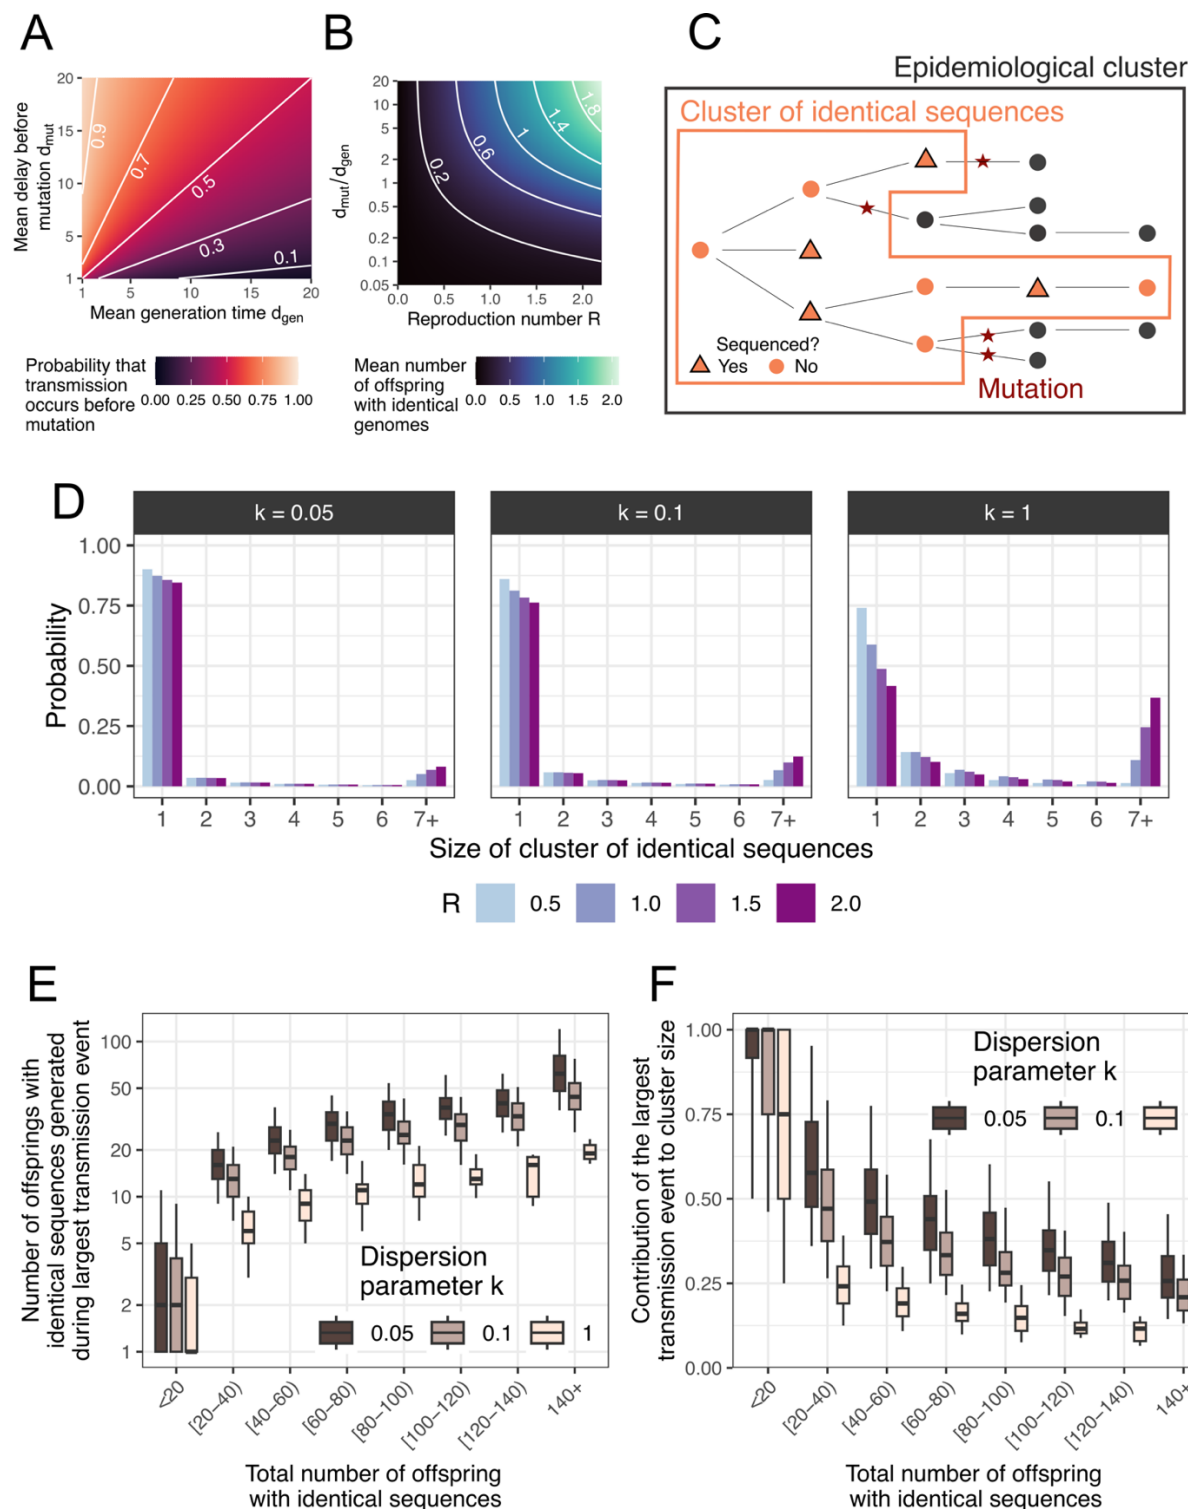 A
Mean delay before
mutation dmut
20
15
10
5
1
0.9
0.7
0.5
0.3
0.1
1
5
10
15
20
Mean generation time dgen
Probability that
transmission
occurs before
mutation
0.00 0.25 0.50 0.75 1.00
B
dmut/dgen
20
10
5
2
1
0.5
0.2
0.1
0.05
0.2
0.6
1
1.4
1.8
0.0 0.5 1.0 1.5 2.0
Reproduction number R
Mean number
of offspring
with identical
genomes
0.0 0.5 1.0 1.5 2.0
C
Epidemiological cluster
Cluster of identical sequences
Sequenced?
Yes No
Mutation
D
k = 0.05
k = 0.1
k = 1
Probability
1.00
0.75
0.50
0.25
0.00
1 2 3 4 5 6 7+
1 2 3 4 5 6 7+
1 2 3 4 5 6 7+
Size of cluster of identical sequences
R 0.5 1.0 1.5 2.0
E
Number of offsprings with
identical sequences generated
during largest transmission event
100
50
20
10
5
2
1
Dispersion
parameter k
0.05 0.1 1
<20
[20−40)
[40−60)
[60−80)
[80−100)
[100−120)
[120−140)
140+
Total number of offspring
with identical sequences
F
Contribution of the largest
transmission event to cluster size
1.00
0.75
0.50
0.25
0.00
Dispersion
parameter k
0.05 0.1 1
<20
[20−40)
[40−60)
[60−80)
[80−100)
[100−120)
[120−140)
140+
Total number of offspring
with identical sequences